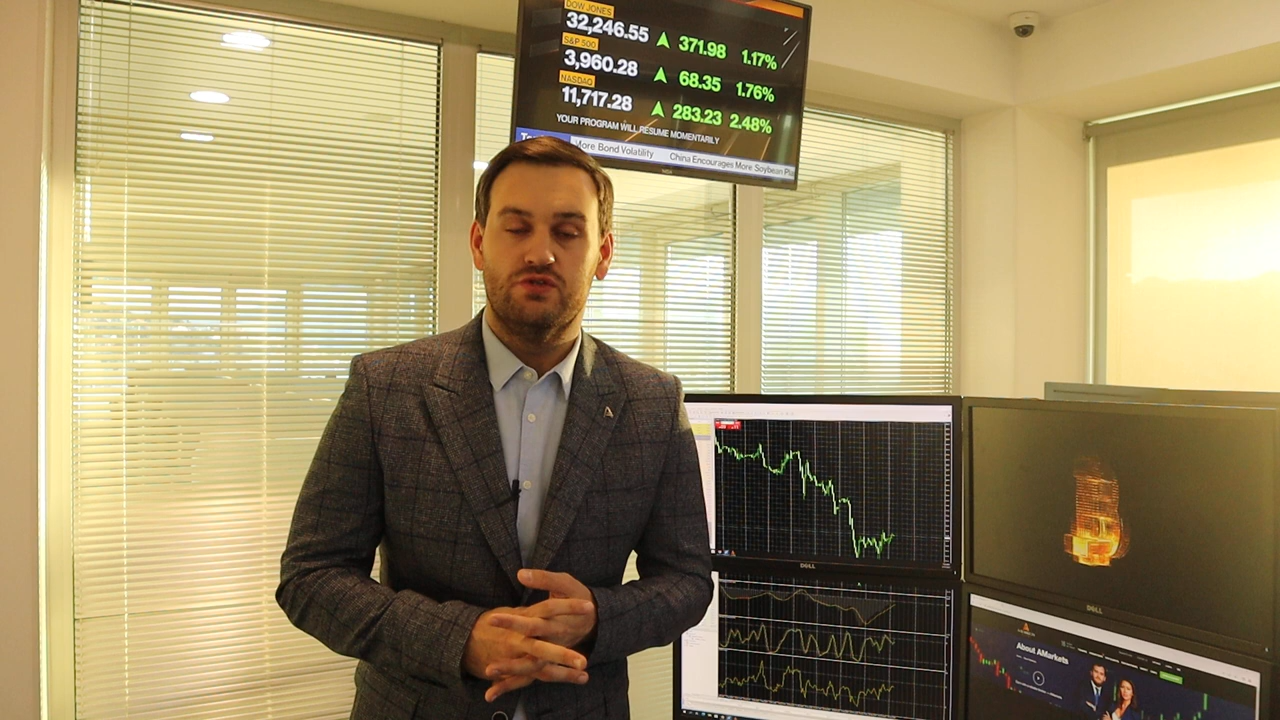 DOW JONES
32,246.55 371.98 1.17%
S&P 500
3,960.28 68.35 1.76%
NASDAQ
11,717.28 283.23 2.48%
YOUR PROGRAM WILL RESUME MOMENTARILY
More Bond Volatility China Encourages More Soybean Pla
DELL
DELL
About AMarkets